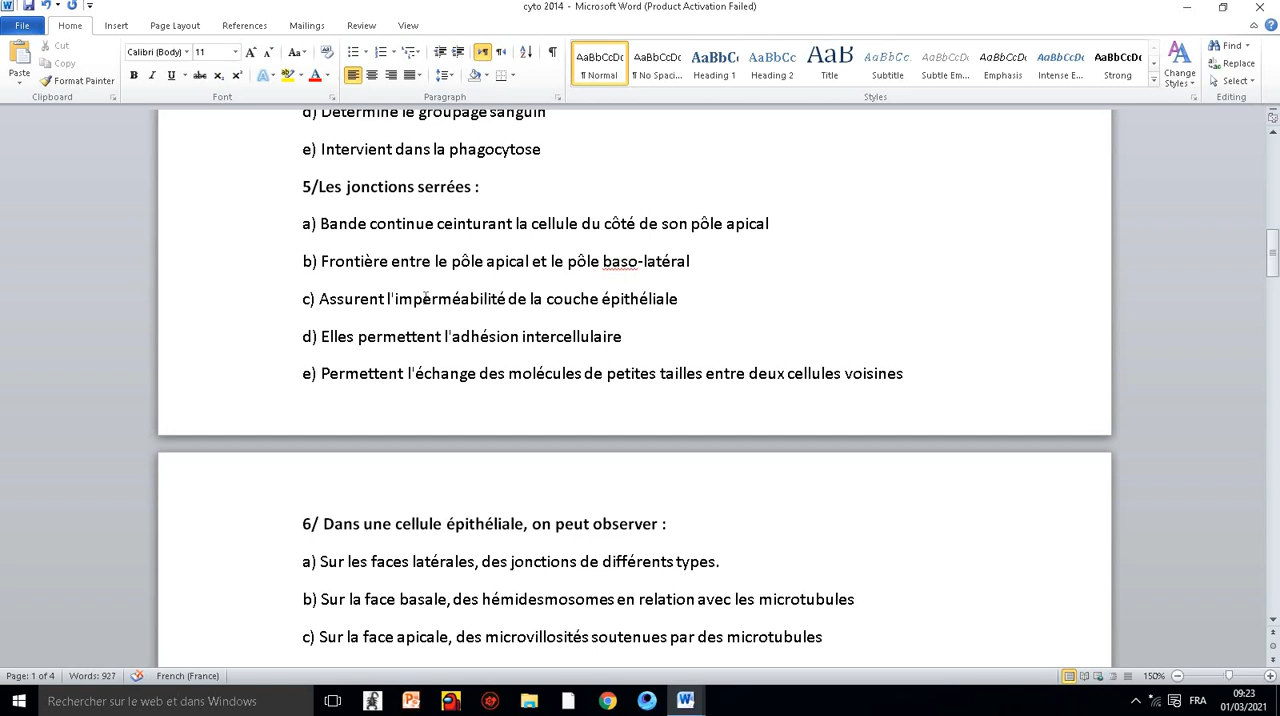 cyto 2014 - Microsoft Word (Product Activation Failed)
File Home Insert Page Layout References Mailings Review View
Paste
Cut
Copy
Format Painter
Clipboard
Calibri (Body) 11
Font
Paragraph
AaBbCcDc AaBbCcDc AaBbC AaBbCc AaB AaBbCc. AaBbCcDc AaBbCcDc AaBbCcDc AaBbCcDc
¶ Normal ¶ No Spaci... Heading 1 Heading 2 Title Subtitle Subtle Em... Emphasis Intense E... Strong
Styles
Change Styles
Find
Replace
Select
Editing
d) Détermine le groupage sanguin
e) Intervient dans la phagocytose
5/Les jonctions serrées :
a) Bande continue ceinturant la cellule du côté de son pôle apical
b) Frontière entre le pôle apical et le pôle baso-latéral
c) Assurent l'imperméabilité de la couche épithéliale
d) Elles permettent l'adhésion intercellulaire
e) Permettent l'échange des molécules de petites tailles entre deux cellules voisines
6/ Dans une cellule épithéliale, on peut observer :
a) Sur les faces latérales, des jonctions de différents types.
b) Sur la face basale, des hémidesmosomes en relation avec les microtubules
c) Sur la face apicale, des microvillosités soutenues par des microtubules
Page: 1 of 4 Words: 927 French (France) 150%
Rechercher sur le web et dans Windows
FRA
09:23
01/03/2021